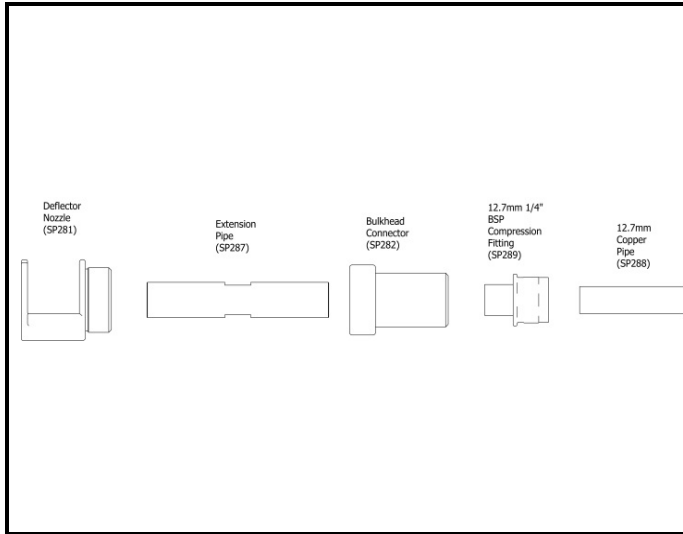 Deflector
Nozzle
(SP281)
Extension
Pipe
(SP287)
Bulkhead
Connector
(SP282)
12.7mm 1/4"
BSP
Compression
Fitting
(SP289)
12.7mm
Copper
Pipe
(SP288)